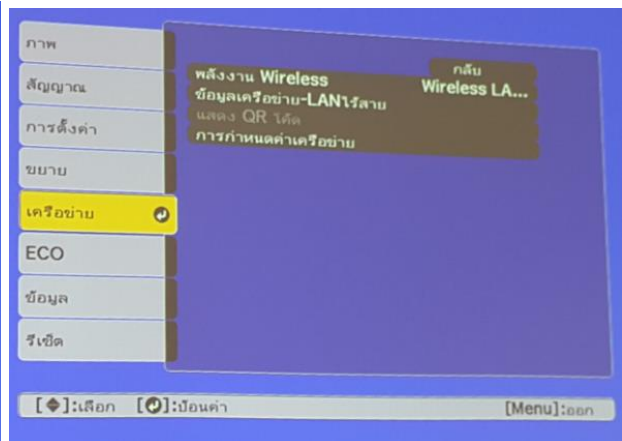 ภาพ
สัญญาณ
การตั้งค่า
ขยาย
เครือข่าย
ECO
ข้อมูล
รีเซ็ต
กลับ
พลังงาน Wireless Wireless LA...
ข้อมูลเครือข่าย-LANไร้สาย
แสดง QR โค้ด
การกำหนดค่าเครือข่าย
[]:เลือก []:ป้อนค่า [Menu]:ออก